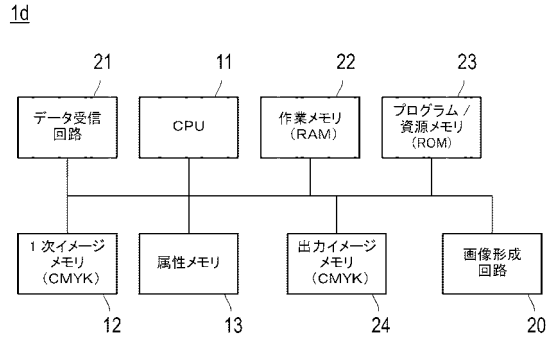 1d
21
11
22
23
データ受信
回路
CPU
作業メモリ
(RAM)
プログラム/
資源メモリ
(ROM)
1次イメージ
メモリ
(CMYK)
属性メモリ
出力イメージ
メモリ
(CMYK)
画像形成
回路
12
13
24
20